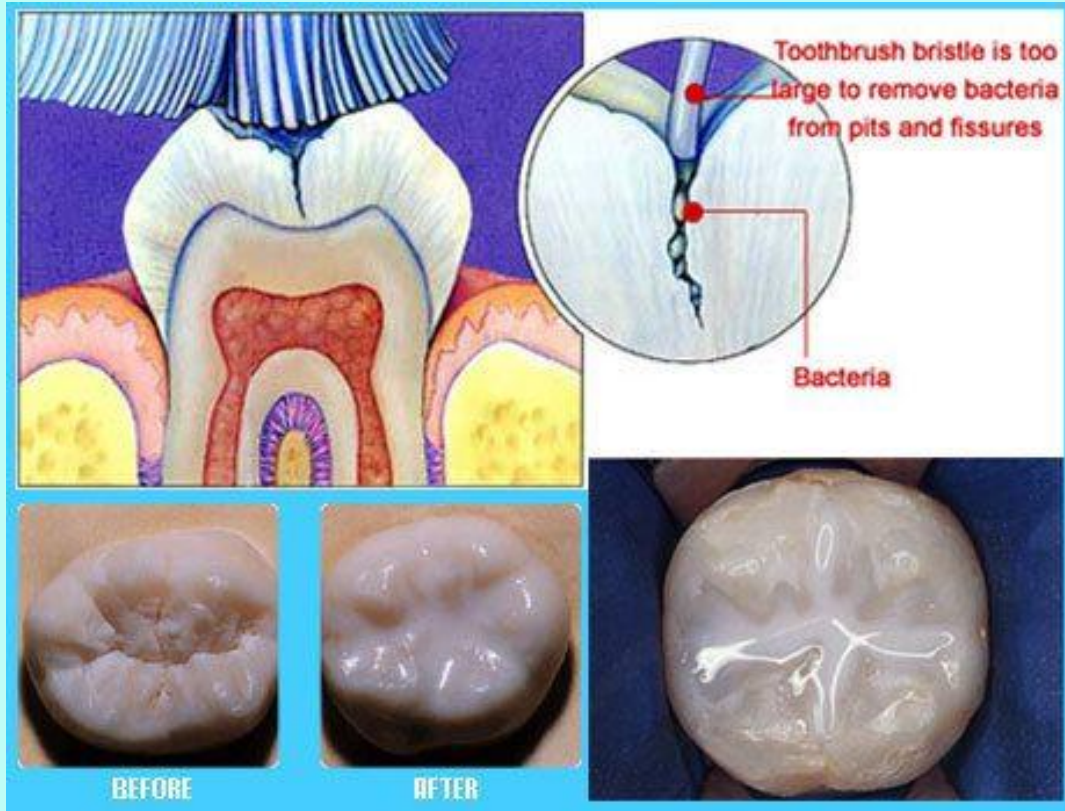 Toothbrush bristle is too
large to remove bacteria
from pits and fissures
Bacteria
BEFORE
AFTER